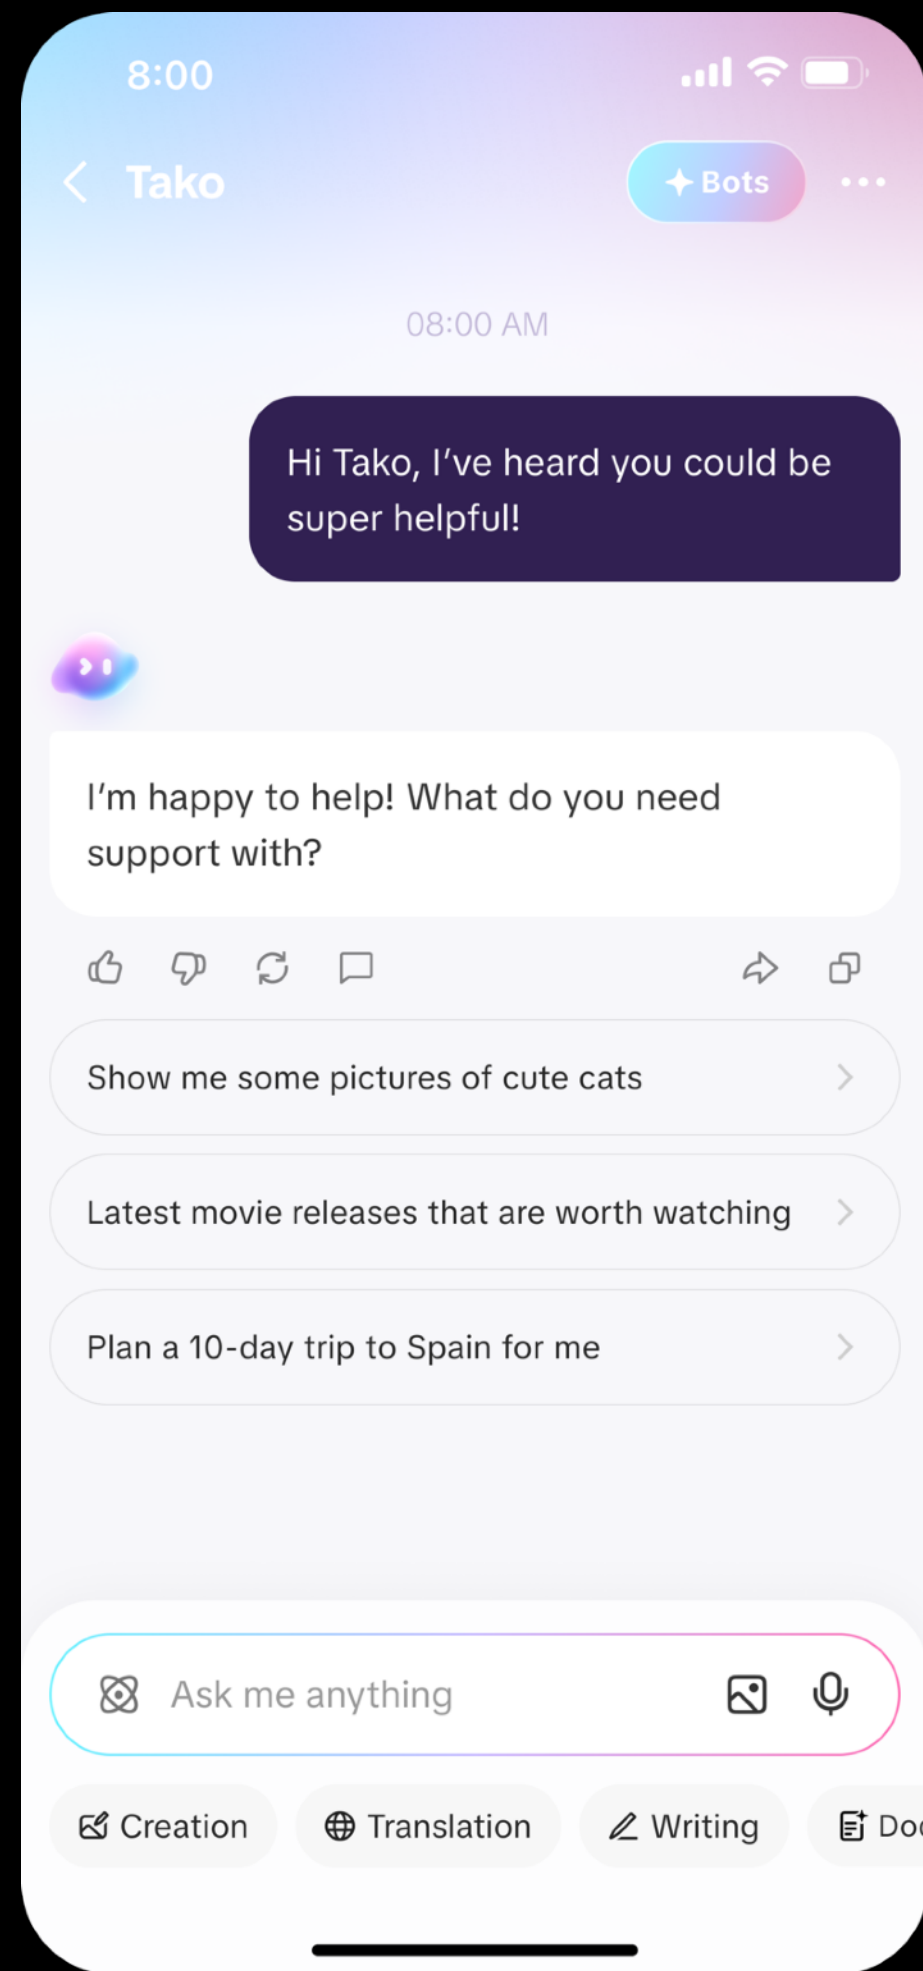 8:00
Tako
Bots
08:00 AM
Hi Tako, I’ve heard you could be
super helpful!
I’m happy to help! What do you need
support with?
Show me some pictures of cute cats
Latest movie releases that are worth watching
Plan a 10-day trip to Spain for me
Ask me anything
Creation
Translation
Writing